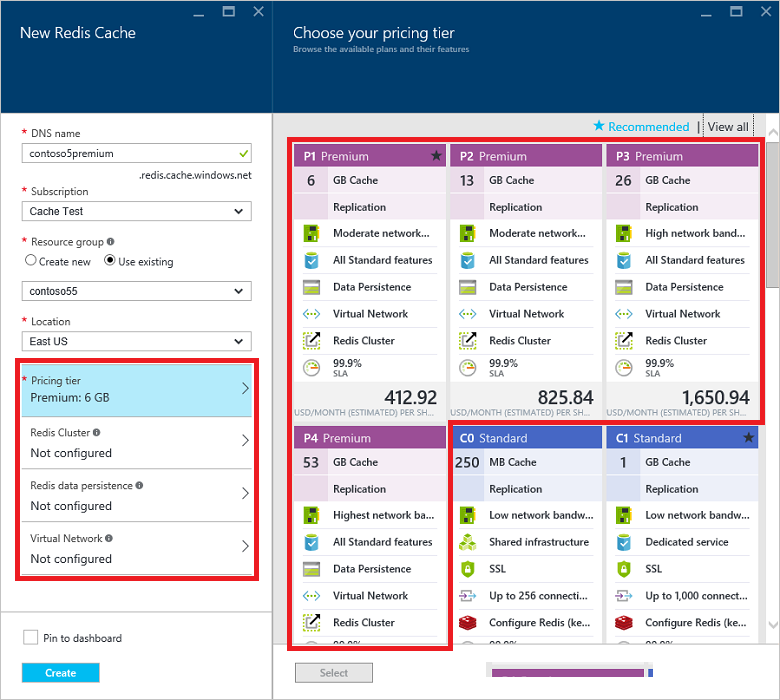 New Redis Cache
* DNS name
contoso5premium
.redis.cache.windows.net
* Subscription
Cache Test
* Resource group
Create new
Use existing
contoso55
* Location
East US
* Pricing tier
Premium: 6 GB
Redis Cluster
Not configured
Redis data persistence
Not configured
Virtual Network
Not configured
Pin to dashboard
Create
Choose your pricing tier
Browse the available plans and their features
★ Recommended | View all
P1 Premium
6 GB Cache
Replication
Moderate network...
All Standard features
Data Persistence
Virtual Network
Redis Cluster
99.9%
SLA
412.92
USD/MONTH (ESTIMATED) PER SH...
P2 Premium
13 GB Cache
Replication
Moderate network...
All Standard features
Data Persistence
Virtual Network
Redis Cluster
99.9%
SLA
825.84
USD/MONTH (ESTIMATED) PER SH...
P3 Premium
26 GB Cache
Replication
High network band...
All Standard features
Data Persistence
Virtual Network
Redis Cluster
99.9%
SLA
1,650.94
USD/MONTH (ESTIMATED) PER SH...
P4 Premium
53 GB Cache
Replication
Highest network ba...
All Standard features
Data Persistence
Virtual Network
Redis Cluster
C0 Standard
250 MB Cache
Replication
Low network bandw...
Shared infrastructure
SSL
Up to 256 connecti...
Configure Redis (ke...
C1 Standard
1 GB Cache
Replication
Low network bandw...
Dedicated service
SSL
Up to 1,000 connect...
Configure Redis (ke...
Select